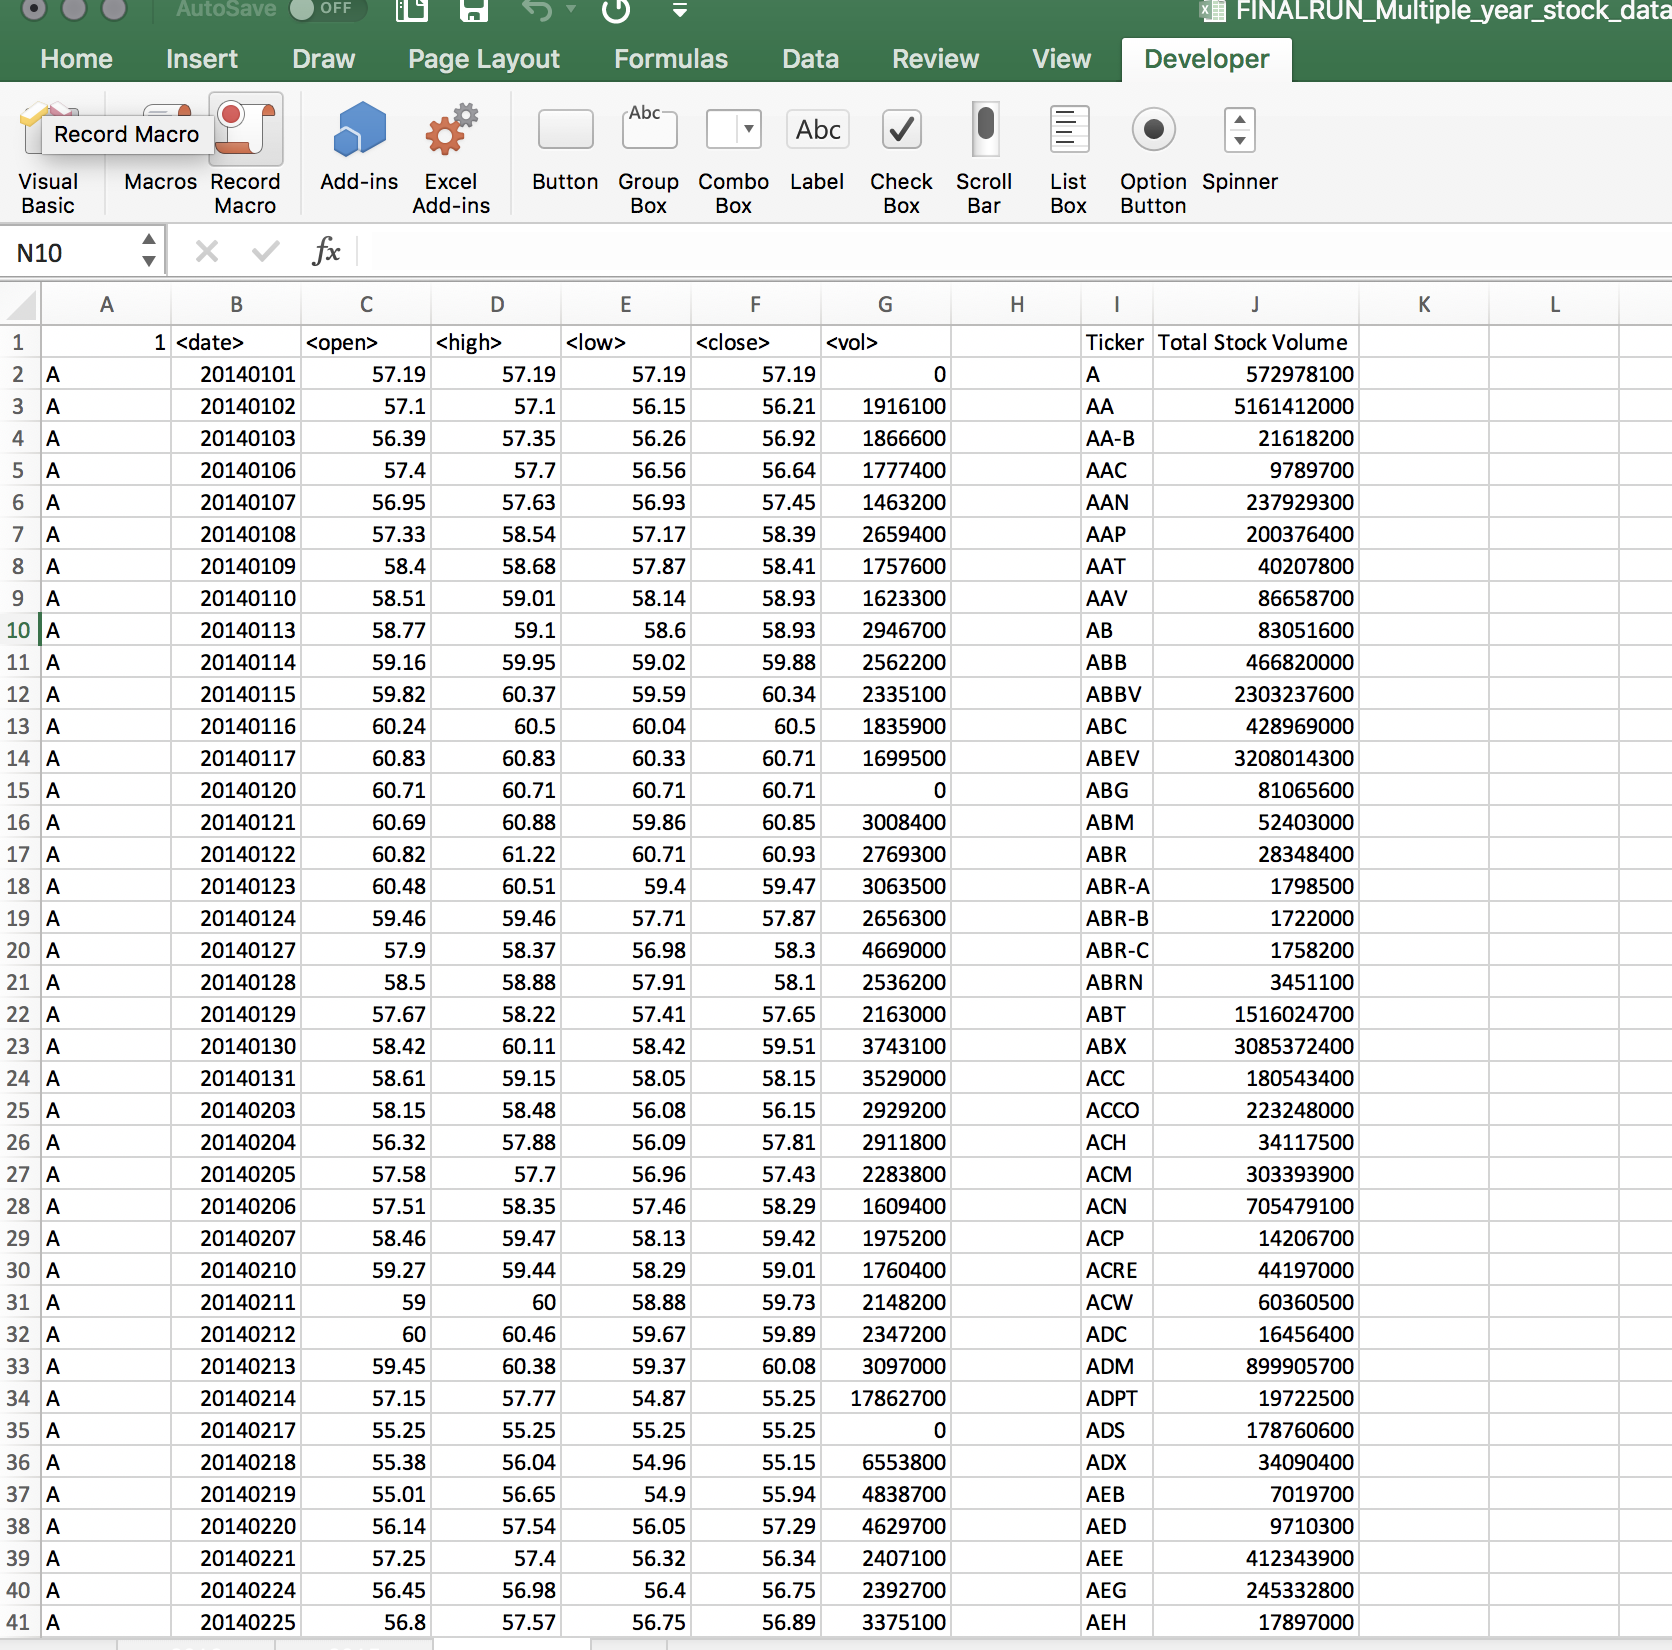 AutoSave OFF FINALRUN_Multiple_year_stock_data
Home Insert Draw Page Layout Formulas Data Review View Developer
Record Macro
Abc Abc
Visual Basic Macros Record Macro Add-ins Excel Add-ins Button Group Box Combo Box Label Check Box Scroll Bar List Box Option Button Spinner
N10 fx
A B C D E F G H I J K L
1 1 <date> <open> <high> <low> <close> <vol> Ticker Total Stock Volume
2 A 20140101 57.19 57.19 57.19 57.19 0 A 572978100
3 A 20140102 57.1 57.1 56.15 56.21 1916100 AA 5161412000
4 A 20140103 56.39 57.35 56.26 56.92 1866600 AA-B 21618200
5 A 20140106 57.4 57.7 56.56 56.64 1777400 AAC 9789700
6 A 20140107 56.95 57.63 56.93 57.45 1463200 AAN 237929300
7 A 20140108 57.33 58.54 57.17 58.39 2659400 AAP 200376400
8 A 20140109 58.4 58.68 57.87 58.41 1757600 AAT 40207800
9 A 20140110 58.51 59.01 58.14 58.93 1623300 AAV 86658700
10 A 20140113 58.77 59.1 58.6 58.93 2946700 AB 83051600
11 A 20140114 59.16 59.95 59.02 59.88 2562200 ABB 466820000
12 A 20140115 59.82 60.37 59.59 60.34 2335100 ABBV 2303237600
13 A 20140116 60.24 60.5 60.04 60.5 1835900 ABC 428969000
14 A 20140117 60.83 60.83 60.33 60.71 1699500 ABEV 3208014300
15 A 20140120 60.71 60.71 60.71 60.71 0 ABG 81065600
16 A 20140121 60.69 60.88 59.86 60.85 3008400 ABM 52403000
17 A 20140122 60.82 61.22 60.71 60.93 2769300 ABR 28348400
18 A 20140123 60.48 60.51 59.4 59.47 3063500 ABR-A 1798500
19 A 20140124 59.46 59.46 57.71 57.87 2656300 ABR-B 1722000
20 A 20140127 57.9 58.37 56.98 58.3 4669000 ABR-C 1758200
21 A 20140128 58.5 58.88 57.91 58.1 2536200 ABRN 3451100
22 A 20140129 57.67 58.22 57.41 57.65 2163000 ABT 1516024700
23 A 20140130 58.42 60.11 58.42 59.51 3743100 ABX 3085372400
24 A 20140131 58.61 59.15 58.05 58.15 3529000 ACC 180543400
25 A 20140203 58.15 58.48 56.08 56.15 2929200 ACCO 223248000
26 A 20140204 56.32 57.88 56.09 57.81 2911800 ACH 34117500
27 A 20140205 57.58 57.7 56.96 57.43 2283800 ACM 303393900
28 A 20140206 57.51 58.35 57.46 58.29 1609400 ACN 705479100
29 A 20140207 58.46 59.47 58.13 59.42 1975200 ACP 14206700
30 A 20140210 59.27 59.44 58.29 59.01 1760400 ACRE 44197000
31 A 20140211 59 60 58.88 59.73 2148200 ACW 60360500
32 A 20140212 60 60.46 59.67 59.89 2347200 ADC 16456400
33 A 20140213 59.45 60.38 59.37 60.08 3097000 ADM 899905700
34 A 20140214 57.15 57.77 54.87 55.25 17862700 ADPT 19722500
35 A 20140217 55.25 55.25 55.25 55.25 0 ADS 178760600
36 A 20140218 55.38 56.04 54.96 55.15 6553800 ADX 34090400
37 A 20140219 55.01 56.65 54.9 55.94 4838700 AEB 7019700
38 A 20140220 56.14 57.54 56.05 57.29 4629700 AED 9710300
39 A 20140221 57.25 57.4 56.32 56.34 2407100 AEE 412343900
40 A 20140224 56.45 56.98 56.4 56.75 2392700 AEG 245332800
41 A 20140225 56.8 57.57 56.75 56.89 3375100 AEH 17897000